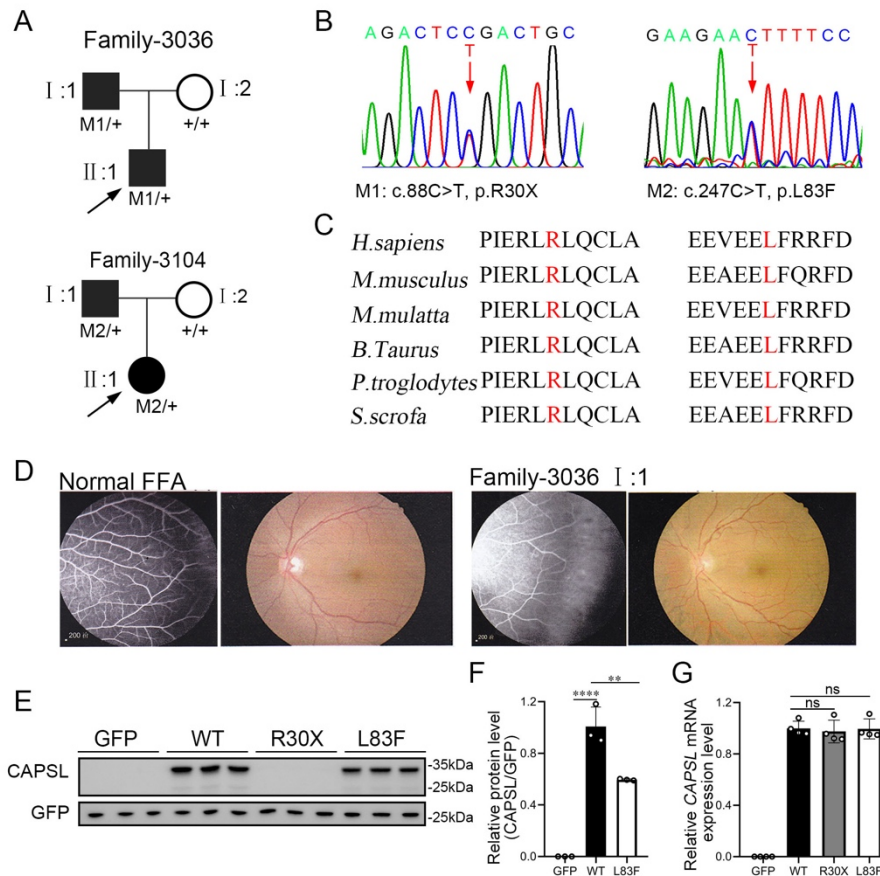 A
Family-3036
I :1
I :2
M1/+
+/+
II :1
M1/+
Family-3104
I :1
I :2
M2/+
+/+
II :1
M2/+
B
A G A C T C C G A C T G C
T
M1: c.88C>T, p.R30X
G A A G A A C T T T T C C
T
M2: c.247C>T, p.L83F
C
H.sapiens PIERLRLQCLA EEVEELFRRFD
M.musculus PIERLRLQCLA EEAEELFQRFD
M.mulatta PIERLRLQCLA EEVEELFRRFD
B.Taurus PIERLRLQCLA EEAEELFRRFD
P.troglodytes PIERLRLQCLA EEVEELFQRFD
S.scrofa PIERLRLQCLA EEAEELFRRFD
D
Normal FFA
Family-3036 I :1
200
200
E
GFP WT R30X L83F
CAPSL
-35kDa
-25kDa
GFP
-25kDa
F
Relative protein level
(CAPSL/GFP)
1.2
0.8
0.4
0.0
****
**
GFP WT L83F
G
Relative CAPSL mRNA
expression level
1.2
0.8
0.4
0.0
ns
ns
GFP WT R30X L83F